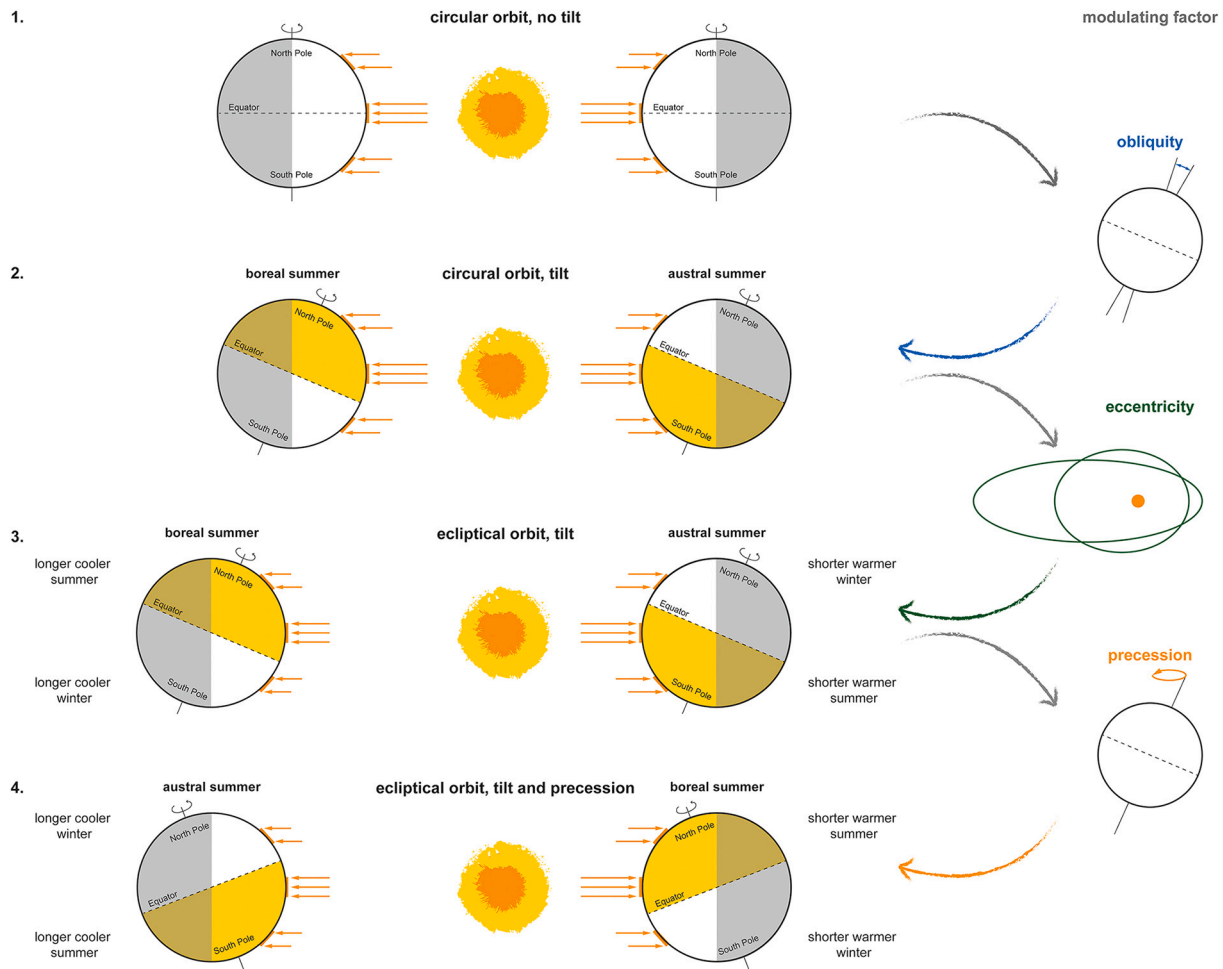 1.
circular orbit, no tilt
modulating factor
North Pole
Equator
South Pole
North Pole
Equator
South Pole
obliquity
2.
boreal summer
circural orbit, tilt
austral summer
North Pole
Equator
South Pole
North Pole
Equator
South Pole
eccentricity
3.
boreal summer
ecliptical orbit, tilt
austral summer
longer cooler
summer
North Pole
Equator
South Pole
longer cooler
winter
North Pole
Equator
South Pole
shorter warmer
winter
shorter warmer
summer
precession
4.
austral summer
ecliptical orbit, tilt and precession
boreal summer
longer cooler
winter
North Pole
Equator
South Pole
longer cooler
summer
North Pole
Equator
South Pole
shorter warmer
summer
shorter warmer
winter